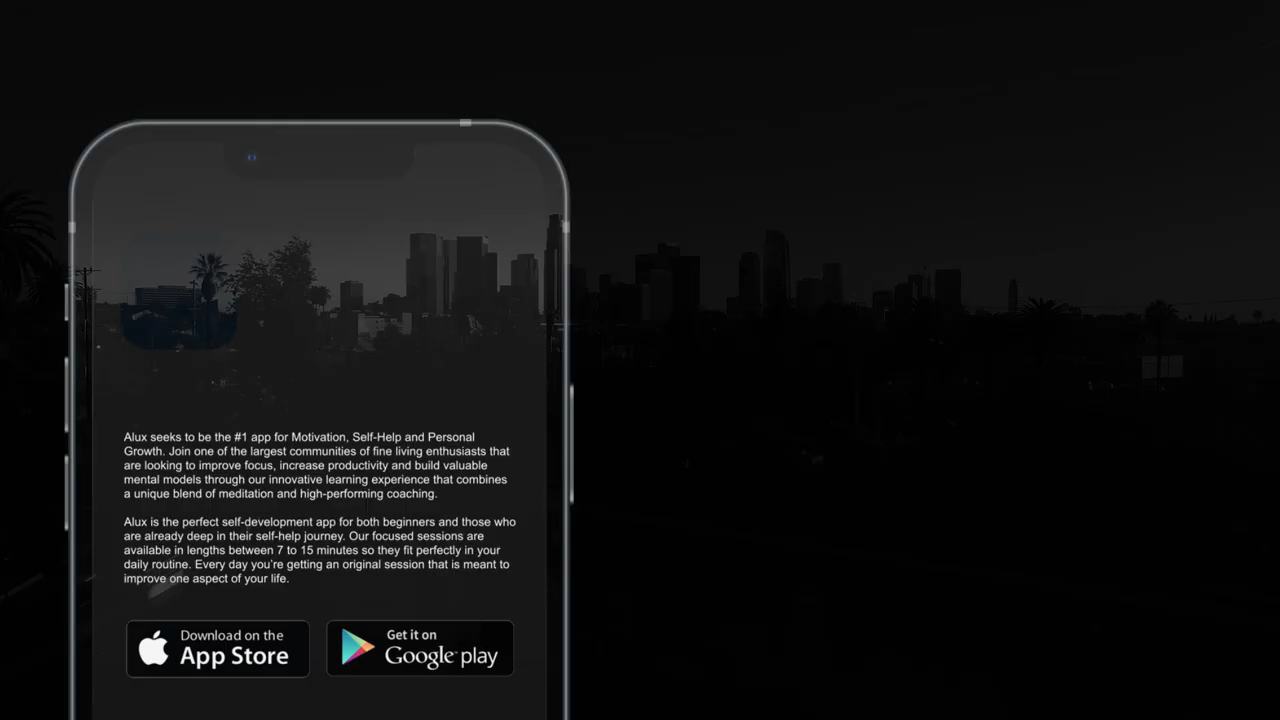 Alux seeks to be the #1 app for Motivation, Self-Help and Personal
Growth. Join one of the largest communities of fine living enthusiasts that
are looking to improve focus, increase productivity and build valuable
mental models through our innovative learning experience that combines
a unique blend of meditation and high-performing coaching.
Alux is the perfect self-development app for both beginners and those who
are already deep in their self-help journey. Our focused sessions are
available in lengths between 7 to 15 minutes so they fit perfectly in your
daily routine. Every day you’re getting an original session that is meant to
improve one aspect of your life.
Download on the
App Store
Get it on
Google play